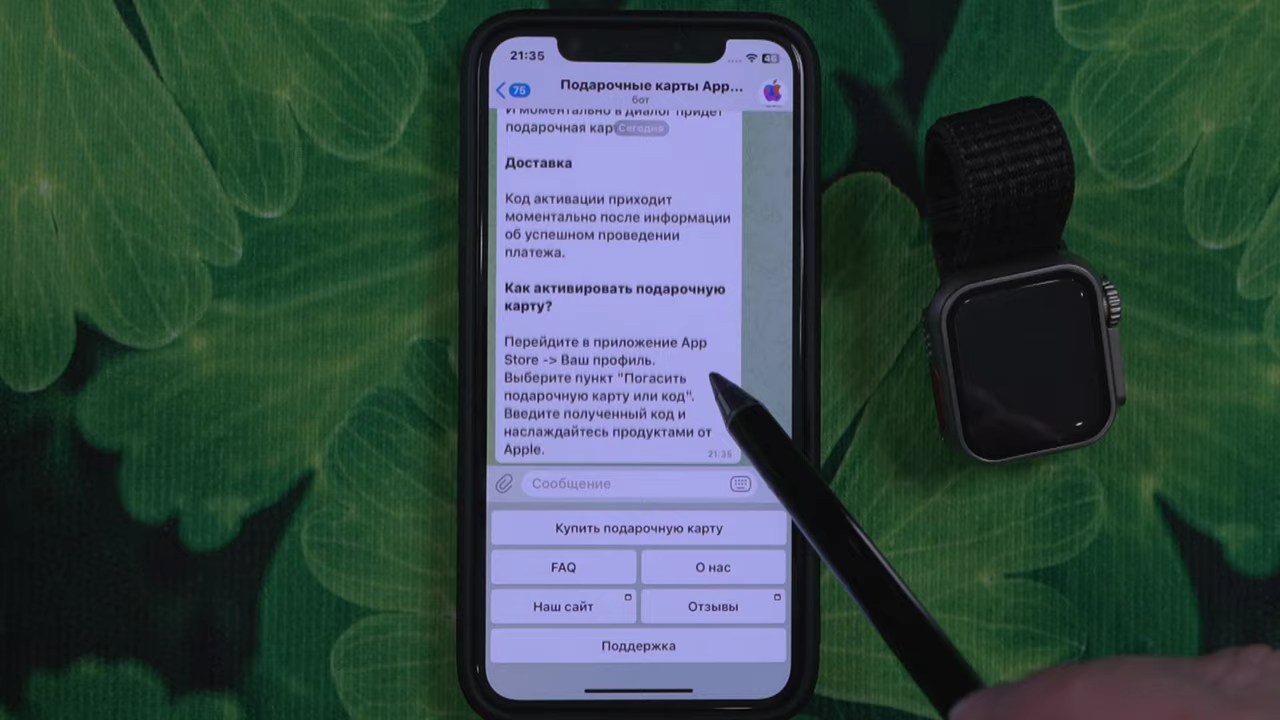 21:35
46
75
Подарочные карты App...
бот
И моментально в диалог придет
подарочная кар
Сегодня
Доставка
Код активации приходит
моментально после информации
об успешном проведении
платежа.
Как активировать подарочную
карту?
Перейдите в приложение App
Store -> Ваш профиль.
Выберите пункт "Погасить
подарочную карту или код".
Введите полученный код и
наслаждайтесь продуктами от
Apple.
21:35
Сообщение
Купить подарочную карту
FAQ
О нас
Наш сайт
Отзывы
Поддержка